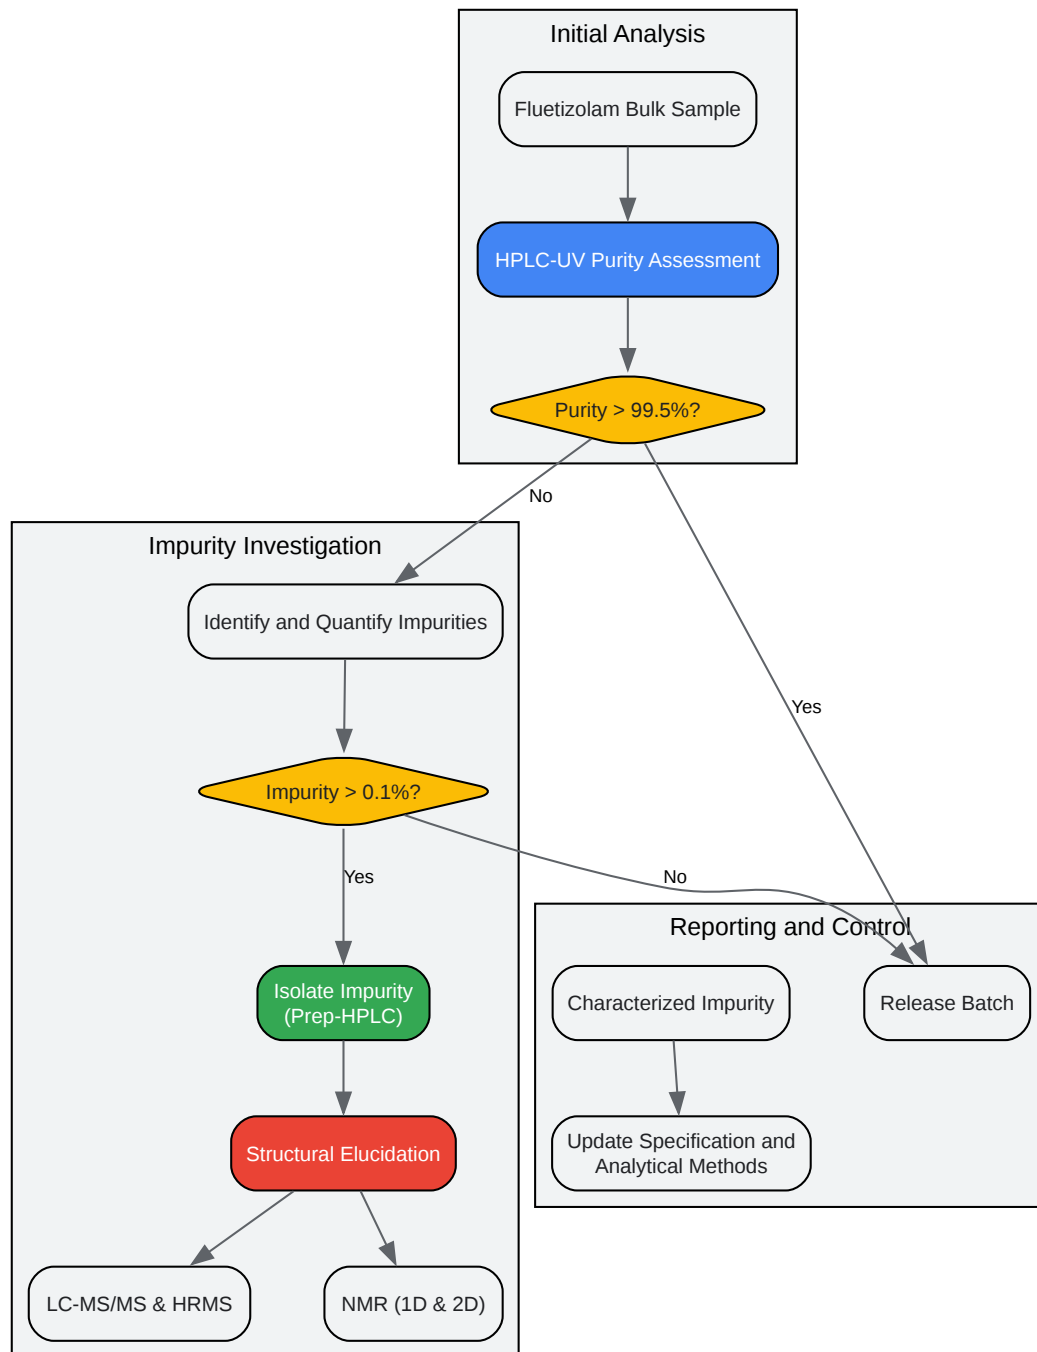 Initial Analysis
Fluetizolam Bulk Sample
HPLC-UV Purity Assessment
Purity > 99.5%?
No
Yes
Impurity Investigation
Identify and Quantify Impurities
Impurity > 0.1%?
Yes
No
Isolate Impurity
(Prep-HPLC)
Structural Elucidation
LC-MS/MS & HRMS
NMR (1D & 2D)
Reporting and Control
Characterized Impurity
Release Batch
Update Specification and
Analytical Methods